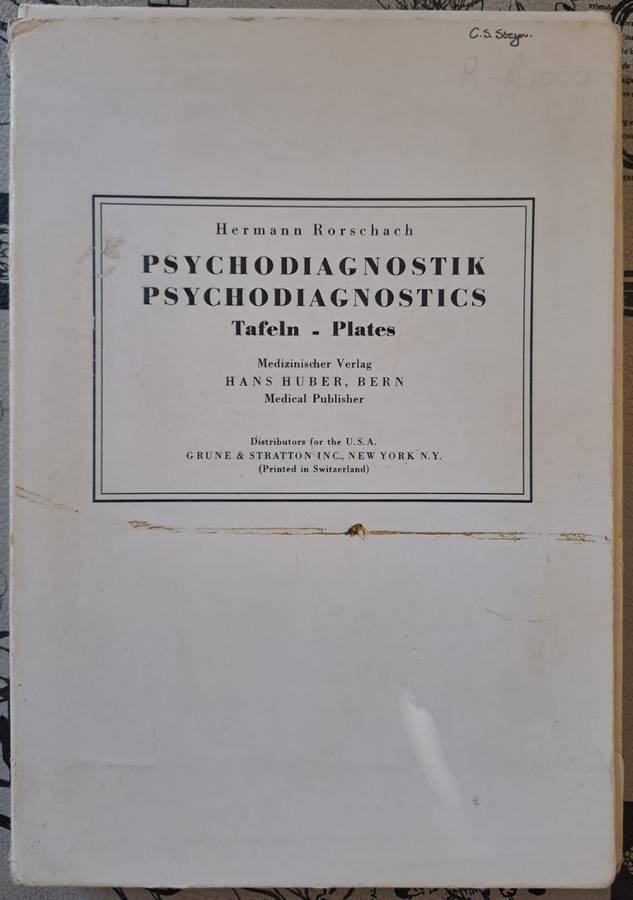 C.S. Steyn.
Hermann Rorschach
PSYCHODIAGNOSTIK
PSYCHODIAGNOSTICS
Tafeln - Plates
Medizinischer Verlag
HANS HUBER, BERN
Medical Publisher
Distributors for the U.S.A.
GRUNE & STRATTON INC., NEW YORK N.Y.
(Printed in Switzerland)